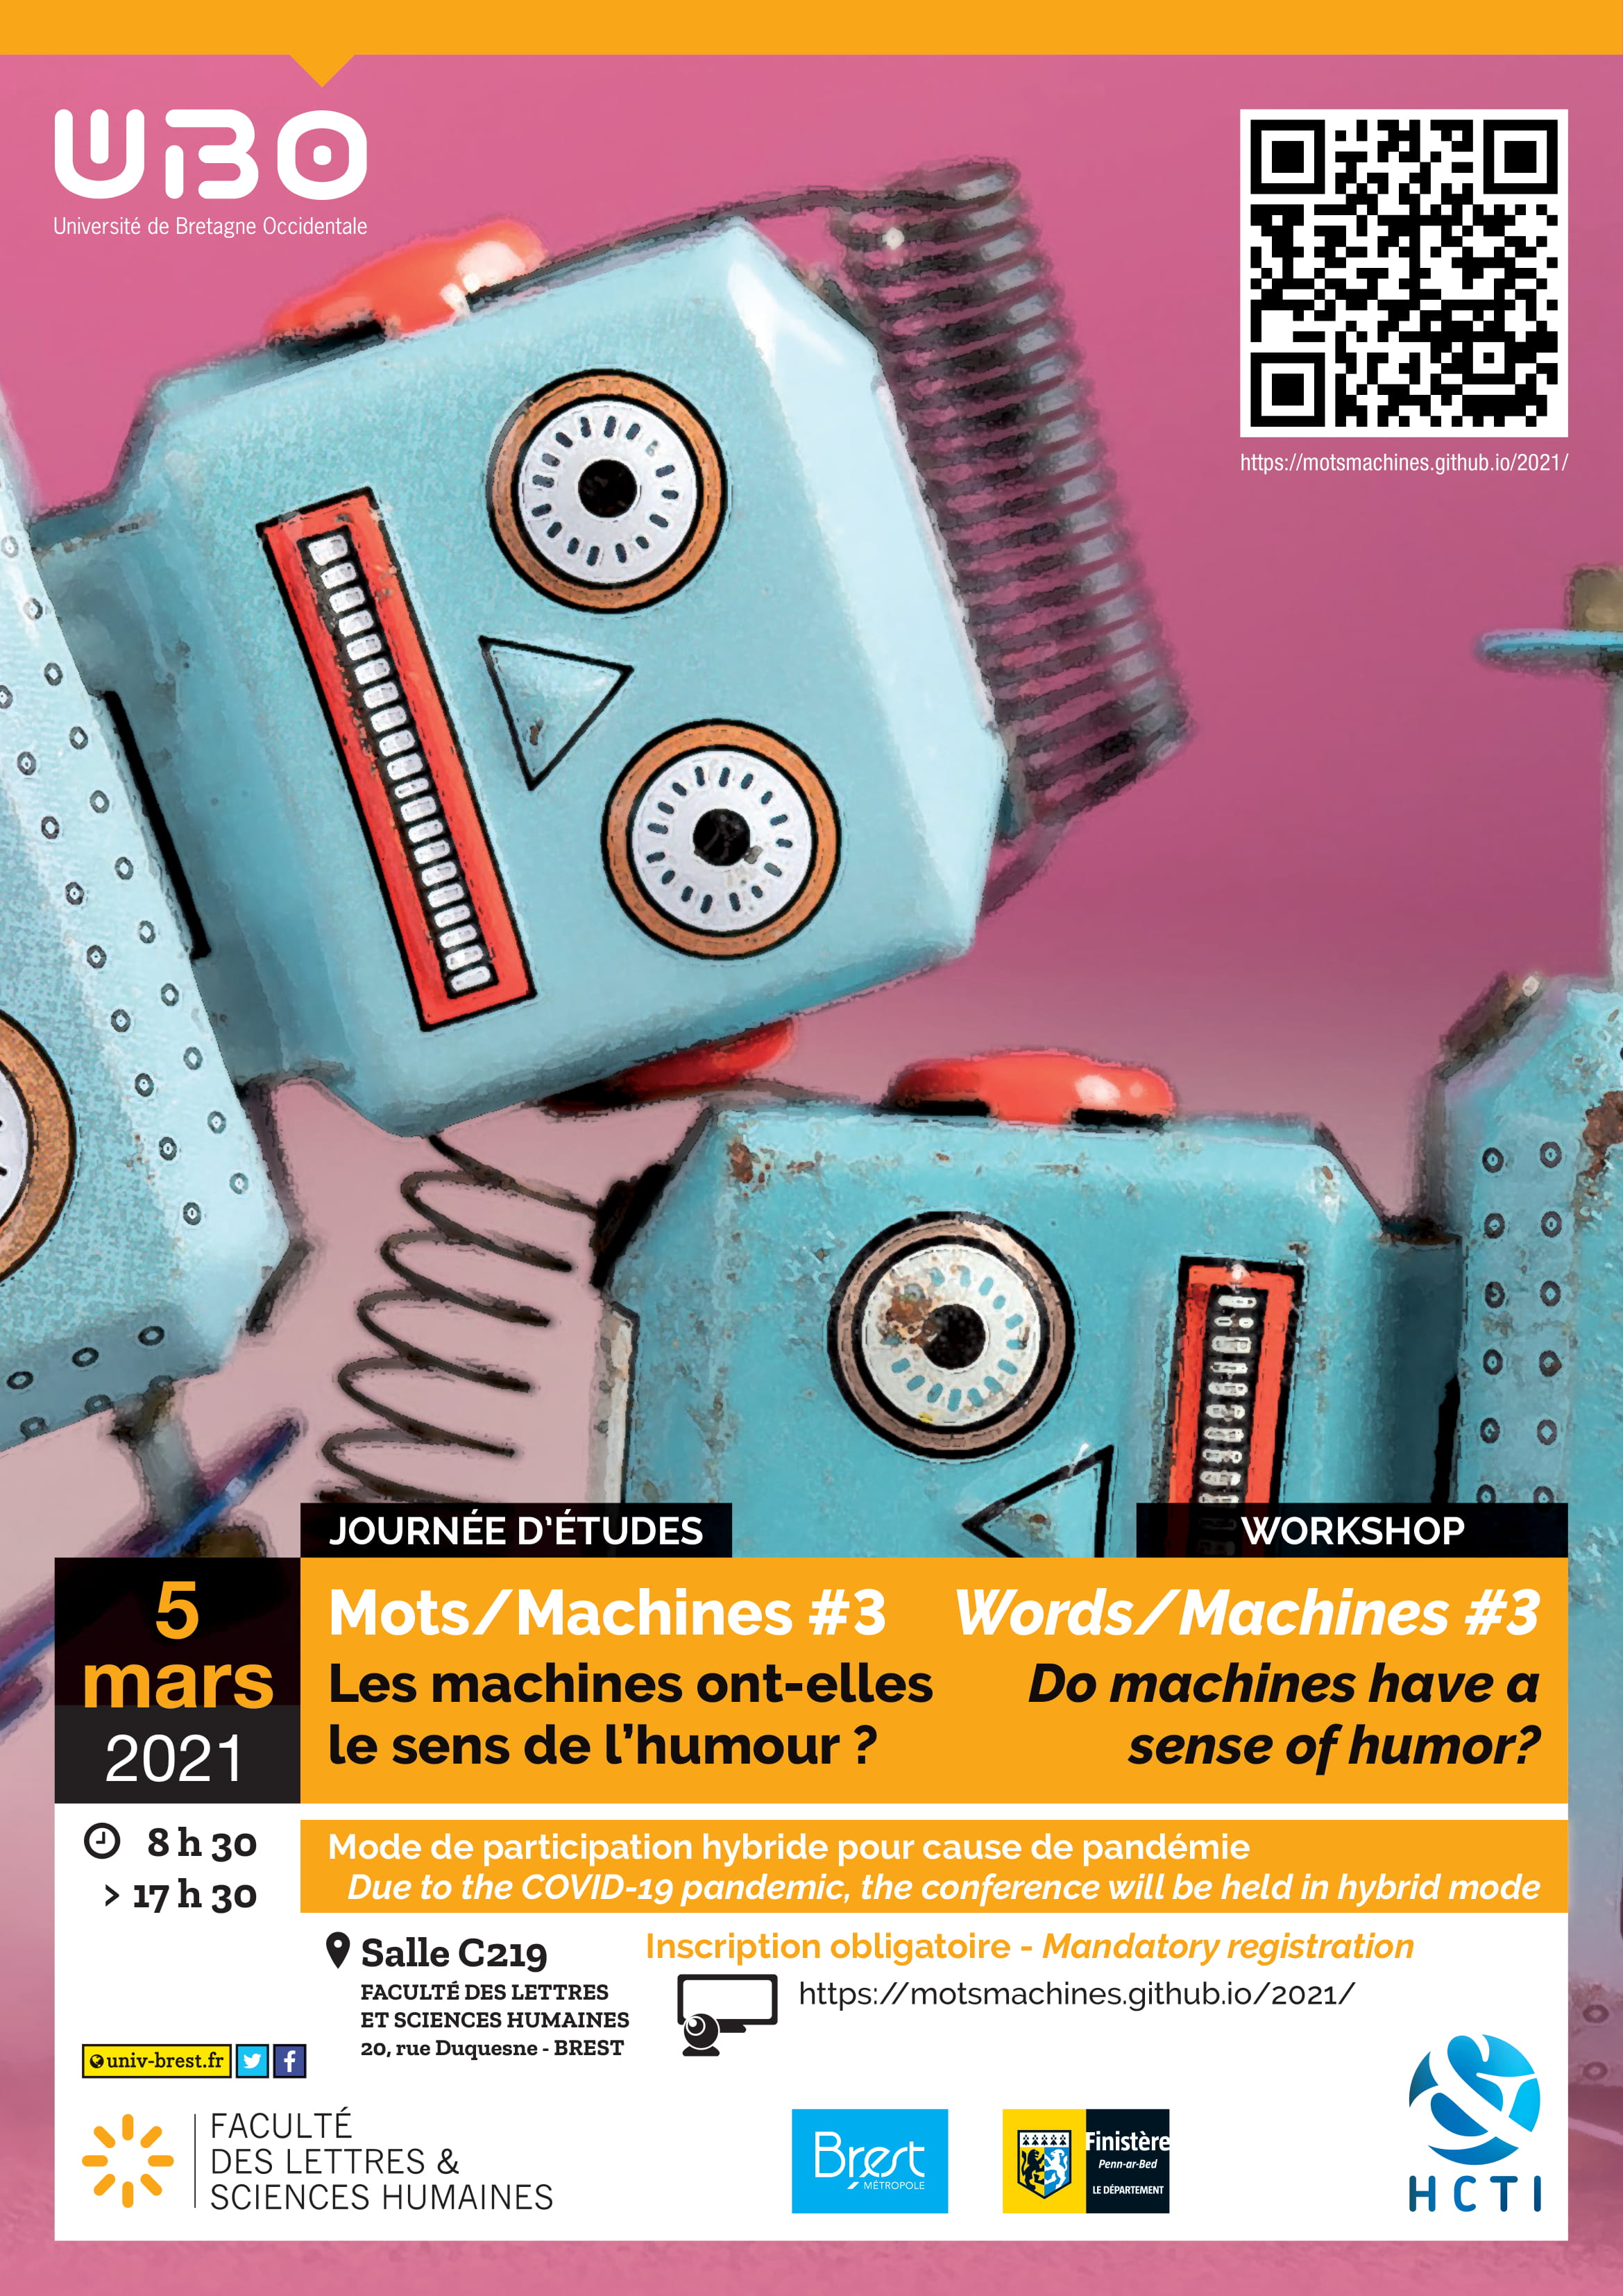 UBO
Université de Bretagne Occidentale
https://motsmachines.github.io/2021/
JOURNÉE D'ÉTUDES
WORKSHOP
5
mars
2021
Mots/Machines #3
Les machines ont-elles
le sens de l'humour ?
Words/Machines #3
Do machines have a
sense of humor?
8 h 30
> 17 h 30
Mode de participation hybride pour cause de pandémie
Due to the COVID-19 pandemic, the conference will be held in hybrid mode
Salle C219
FACULTÉ DES LETTRES
ET SCIENCES HUMAINES
20, rue Duquesne - BREST
Inscription obligatoire - Mandatory registration
https://motsmachines.github.io/2021/
univ-brest.fr
FACULTÉ
DES LETTRES &
SCIENCES HUMAINES
Brest
MÉTROPOLE
Finistère
Penn-ar-Bed
LE DÉPARTEMENT
HCTI